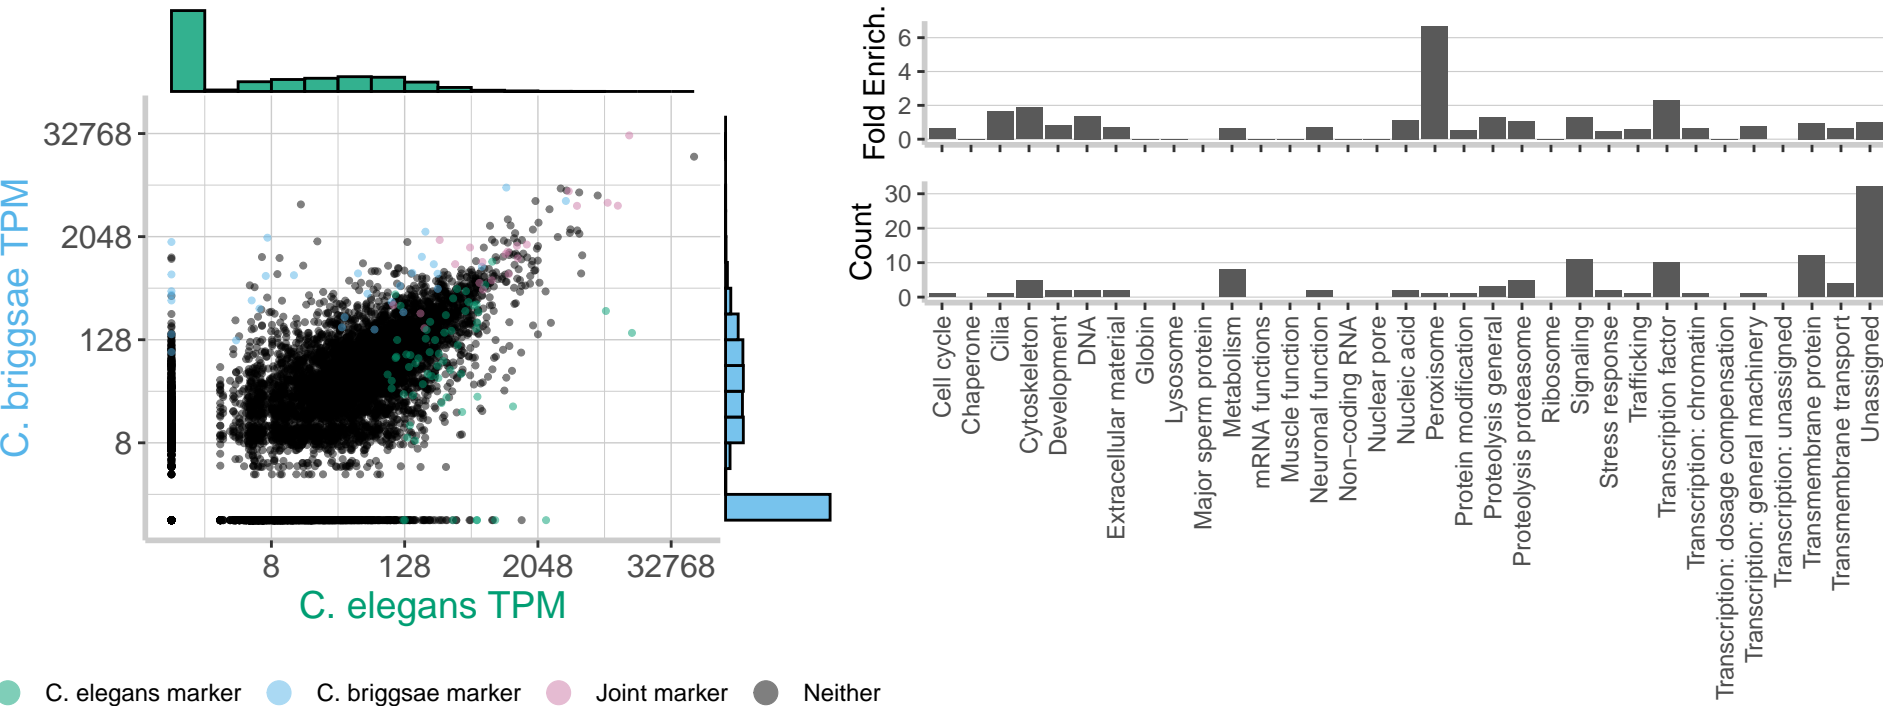 32768
2048
128
8
C. briggsae TPM
8
128
2048
32768
C. elegans TPM
C. elegans marker
C. briggsae marker
Joint marker
Neither
Fold Enrich.
6
4
2
0
Count
30
20
10
0
Cell cycle
Chaperone
Cilia
Cytoskeleton
Development
DNA
Extracellular material
Globin
Lysosome
Major sperm protein
Metabolism
mRNA functions
Muscle function
Neuronal function
Non−coding RNA
Nuclear pore
Nucleic acid
Peroxisome
Protein modification
Proteolysis general
Proteolysis proteasome
Ribosome
Signaling
Stress response
Trafficking
Transcription factor
Transcription: chromatin
Transcription: dosage compensation
Transcription: general machinery
Transcription: unassigned
Transmembrane protein
Transmembrane transport
Unassigned